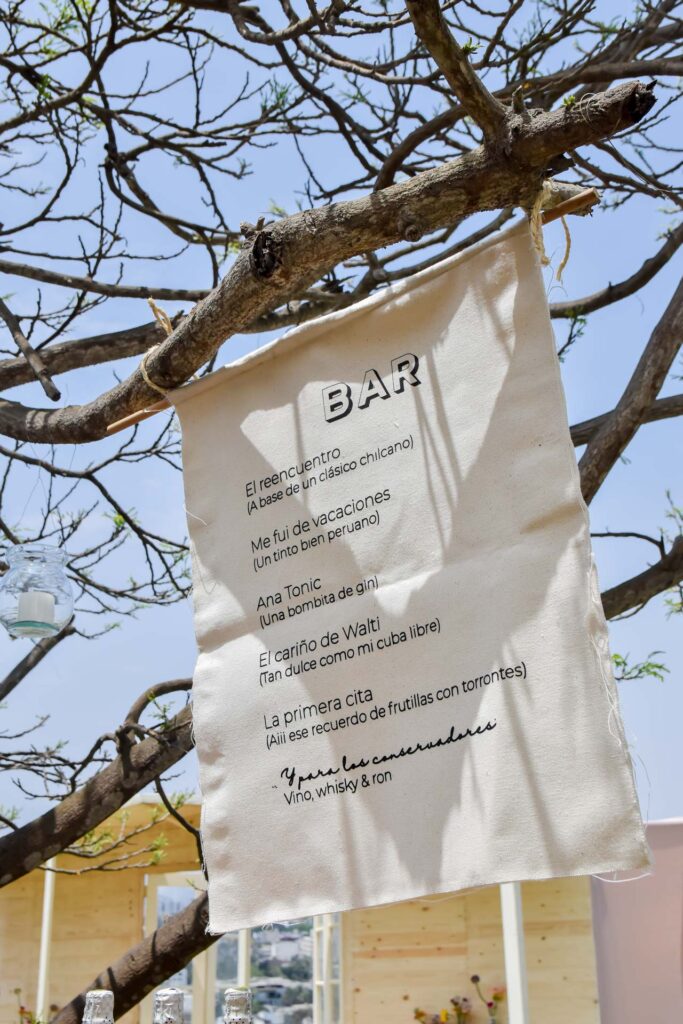 BAR
El reencuentro
(A base de un clásico chilcano)
Me fui de vacaciones
(Un tinto bien peruano)
Ana Tonic
(Una bombita de gin)
El cariño de Walti
(Tan dulce como mi cuba libre)
La primera cita
(Aiii ese recuerdo de frutillas con torrontes)
"Y para los conservadores"
Vino, whisky & ron